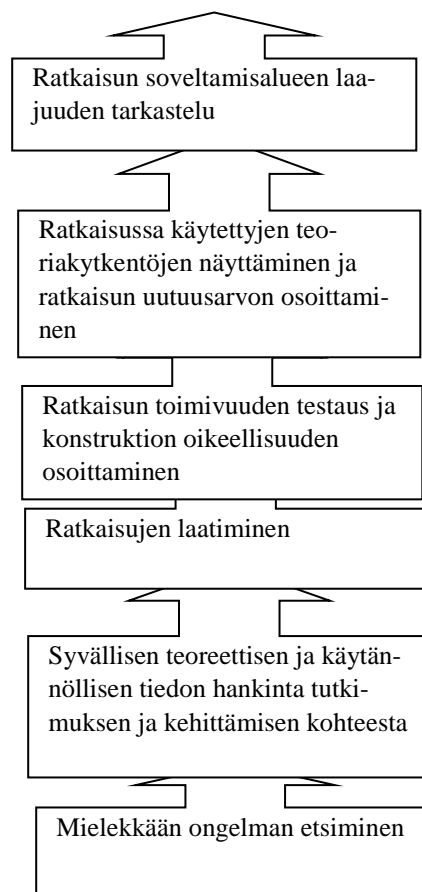 Ratkaisun soveltamisalueen laa-
juuden tarkastelu
Ratkaisussa käytettyjen teo-
riakytkentöjen näyttäminen ja
ratkaisun uutuusarvon osoittami-
nen
Ratkaisun toimivuuden testaus ja
konstruktion oikeellisuuden
osoittaminen
Ratkaisujen laatiminen
Syvällisen teoreettisen ja käytän-
nöllisen tiedon hankinta tutki-
muksen ja kehittämisen kohteesta
Mielekkään ongelman etsiminen